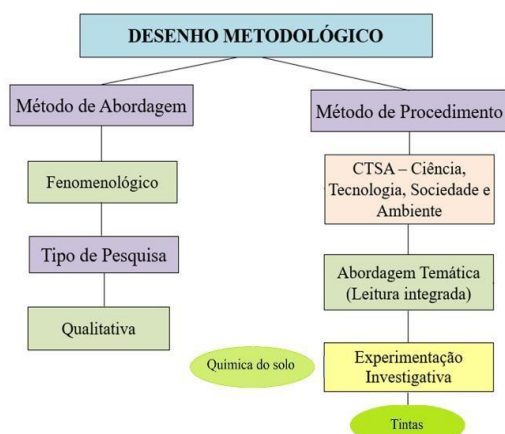 DESENHO METODOLÓGICO
Método de Abordagem
Fenomenológico
Tipo de Pesquisa
Qualitativa
Método de Procedimento
CTSA – Ciência,
Tecnologia, Sociedade e
Ambiente
Abordagem Temática
(Leitura integrada)
Química do solo
Experimentação
Investigativa
Tintas